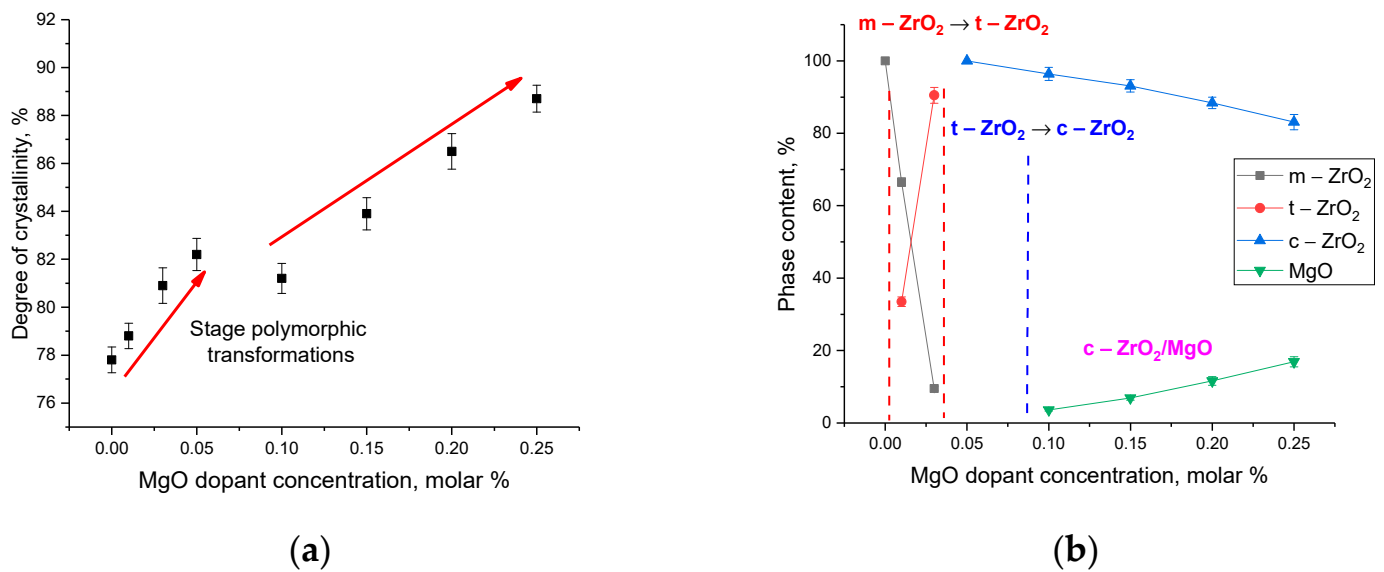 92
90
88
86
84
82
80
78
76
Degree of crystallinity, %
Stage polymorphic
transformations
0.00 0.05 0.10 0.15 0.20 0.25
MgO dopant concentration, molar %
(a)
m – ZrO₂ → t – ZrO₂
100
80
60
40
20
0
Phase content, %
t – ZrO₂ → c – ZrO₂
m – ZrO₂
t – ZrO₂
c – ZrO₂
MgO
c – ZrO₂/MgO
0.00 0.05 0.10 0.15 0.20 0.25
MgO dopant concentration, molar %
(b)